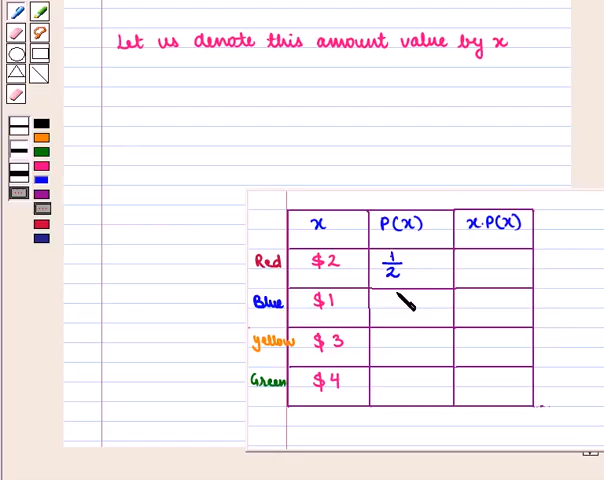 Let us denote this amount value by x
x P(x) x·P(x)
Red $2 1/2
Blue $1
Yellow $3
Green $4